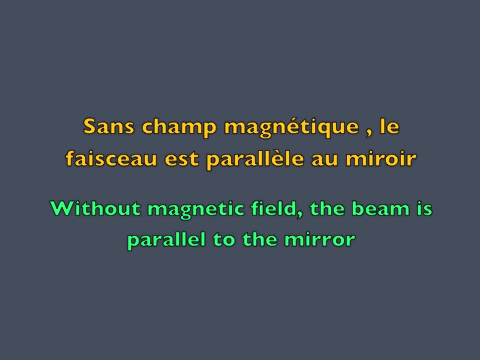 Sans champ magnétique , le
faisceau est parallèle au miroir
Without magnetic field, the beam is
parallel to the mirror